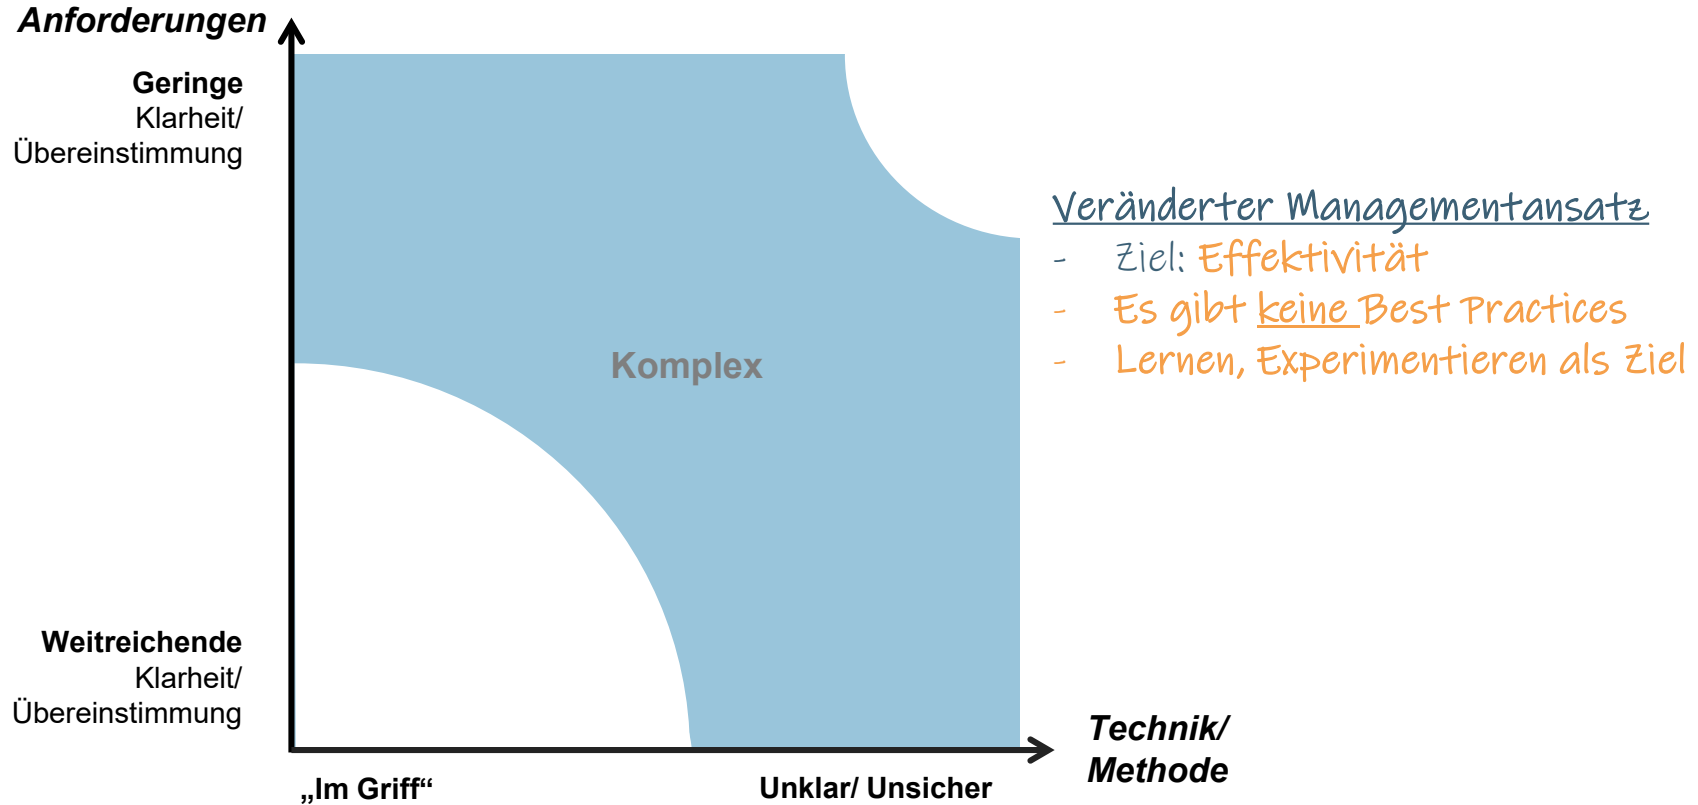 Anforderungen
Geringe
Klarheit/
Übereinstimmung
Veränderter Managementansatz
- Ziel: Effektivität
- Es gibt keine Best Practices
- Lernen, Experimentieren als Ziel
Komplex
Weitreichende
Klarheit/
Übereinstimmung
Technik/
Methode
„Im Griff“
Unklar/ Unsicher